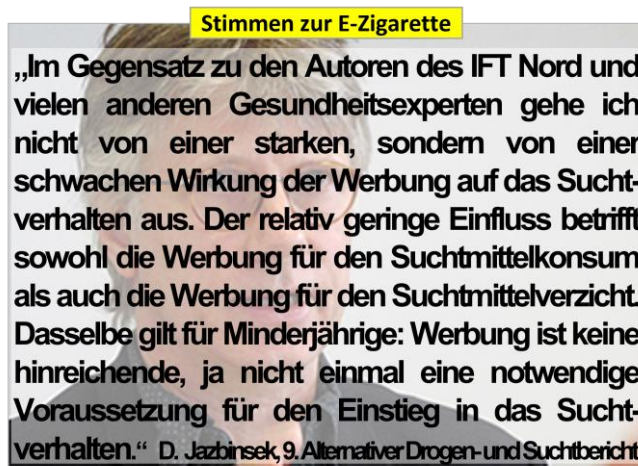 Stimmen zur E-Zigarette
„Im Gegensatz zu den Autoren des IFT Nord und
vielen anderen Gesundheitsexperten gehe ich
nicht von einer starken, sondern von einer
schwachen Wirkung der Werbung auf das Sucht-
verhalten aus. Der relativ geringe Einfluss betrifft
sowohl die Werbung für den Suchtmittelkonsum
als auch die Werbung für den Suchtmittelverzicht.
Dasselbe gilt für Minderjährige: Werbung ist keine
hinreichende, ja nicht einmal eine notwendige
Voraussetzung für den Einstieg in das Sucht-
verhalten.“ D. Jazbinsek, 9. Alternativer Drogen- und Suchtbericht